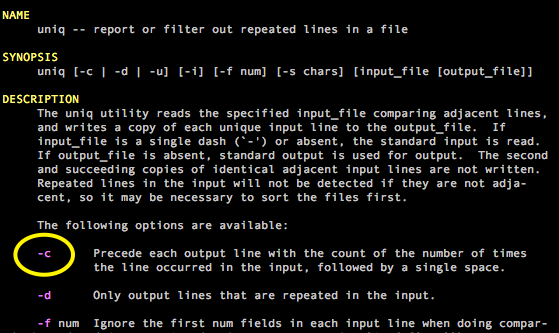 NAME
uniq -- report or filter out repeated lines in a file
SYNOPSIS
uniq [-c | -d | -u] [-i] [-f num] [-s chars] [input_file [output_file]]
DESCRIPTION
The uniq utility reads the specified input_file comparing adjacent lines,
and writes a copy of each unique input line to the output_file.  If
input_file is a single dash (`-') or absent, the standard input is read.
If output_file is absent, standard output is used for output.  The second
and succeeding copies of identical adjacent input lines are not written.
Repeated lines in the input will not be detected if they are not adja-
cent, so it may be necessary to sort the files first.
The following options are available:
-c Precede each output line with the count of the number of times
the line occurred in the input, followed by a single space.
-d Only output lines that are repeated in the input.
-f num Ignore the first num fields in each input line when doing compar-